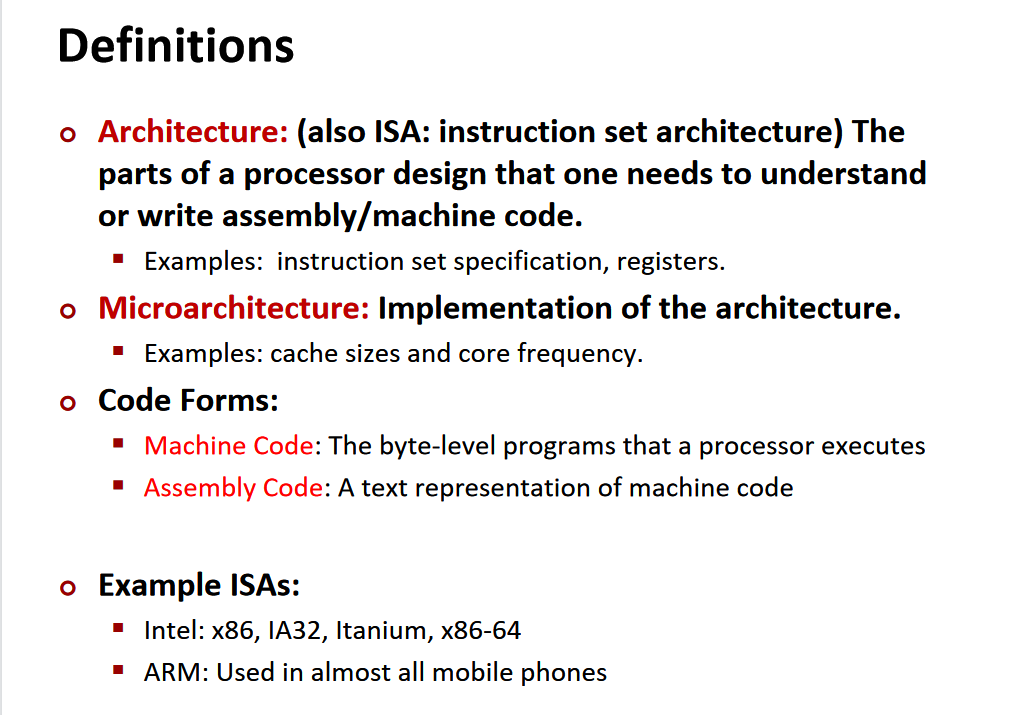 Definitions
Architecture: (also ISA: instruction set architecture) The
parts of a processor design that one needs to understand
or write assembly/machine code.
Examples:  instruction set specification, registers.
Microarchitecture: Implementation of the architecture.
Examples: cache sizes and core frequency.
Code Forms:
Machine Code: The byte-level programs that a processor executes
Assembly Code: A text representation of machine code
Example ISAs:
Intel: x86, IA32, Itanium, x86-64
ARM: Used in almost all mobile phones